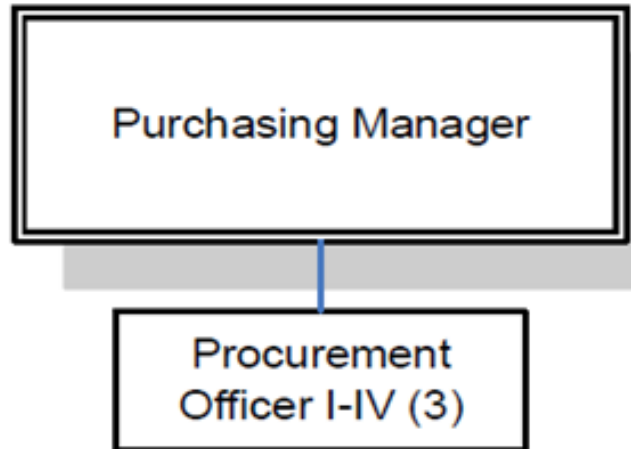 Purchasing Manager
Procurement
Officer I-IV (3)